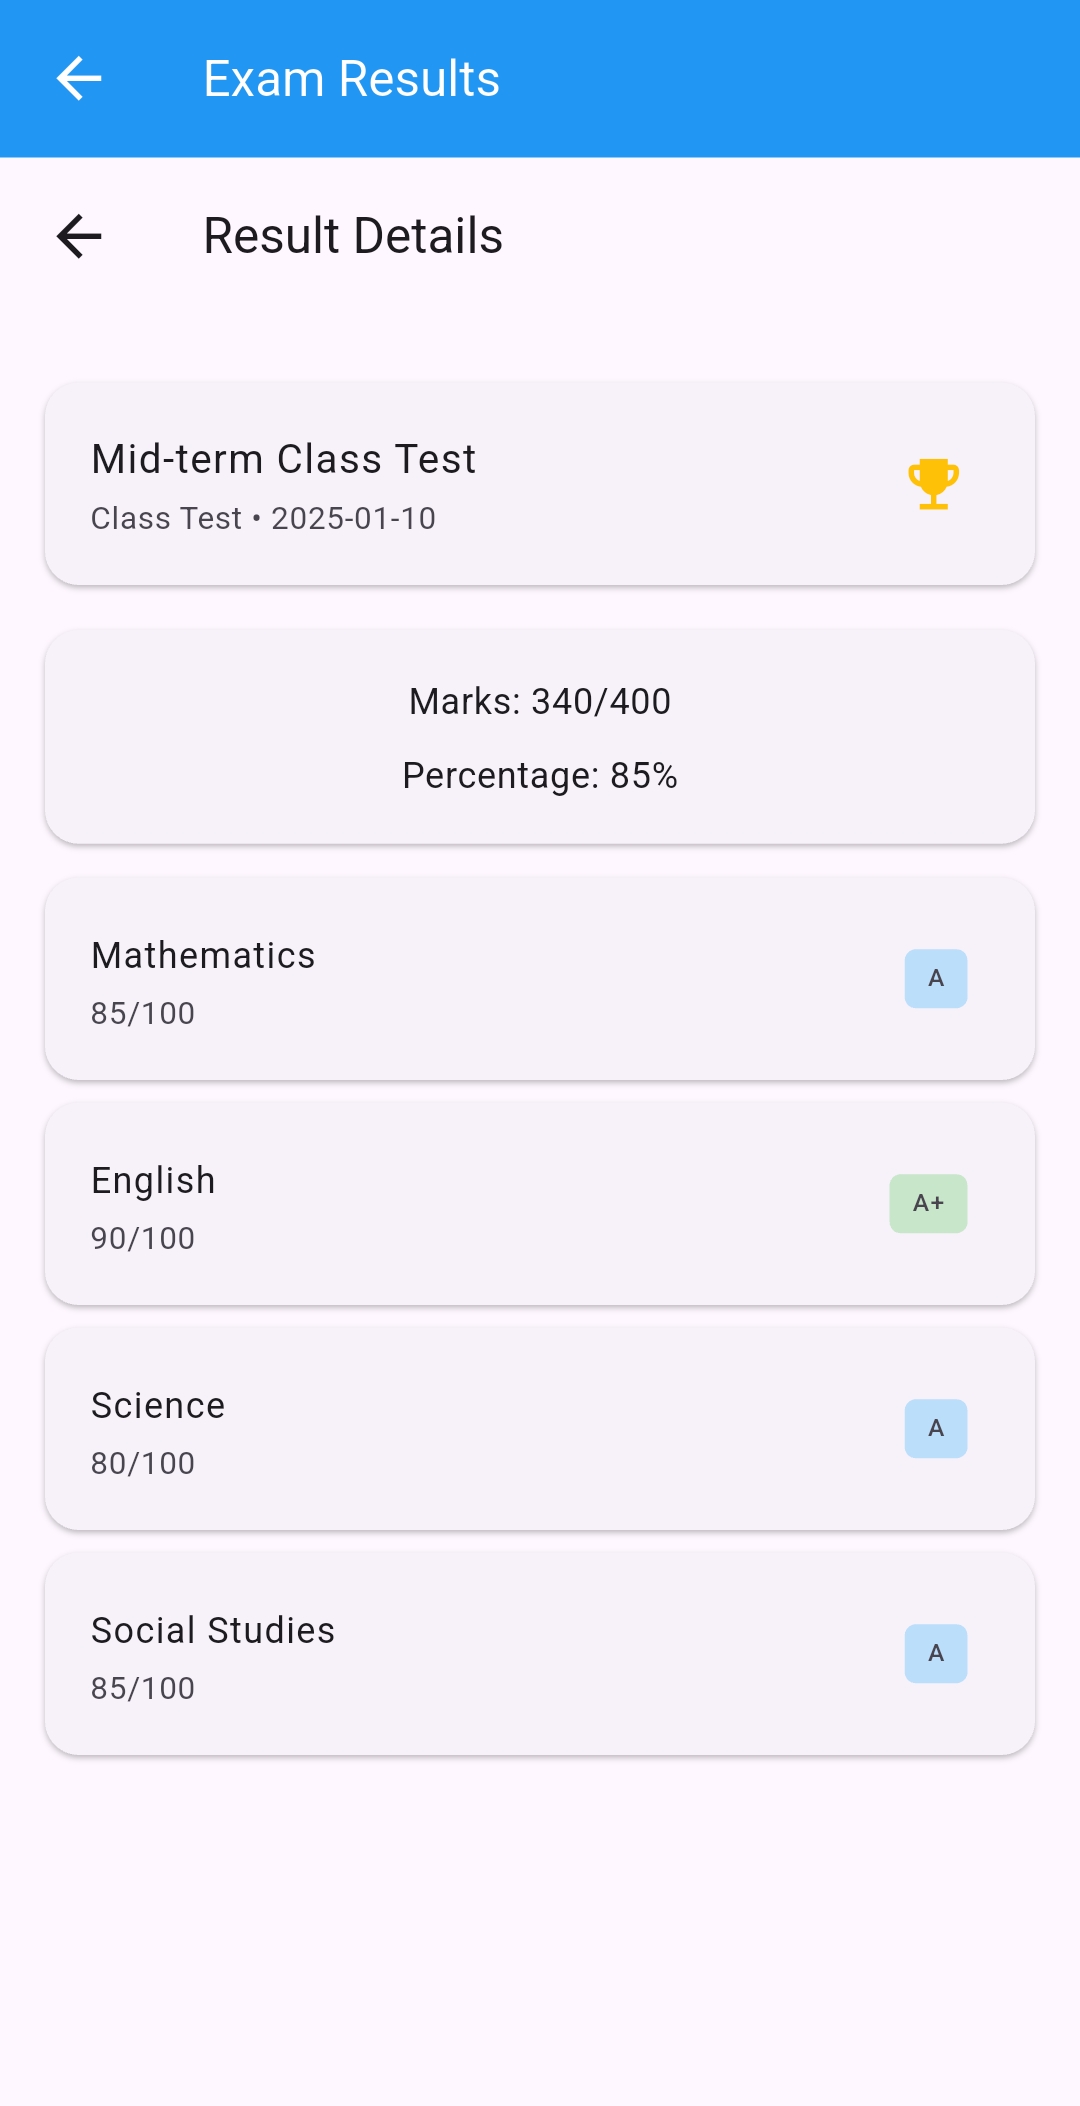 Exam Results
Result Details
Mid-term Class Test
Class Test • 2025-01-10
Marks: 340/400
Percentage: 85%
Mathematics
85/100
A
English
90/100
A+
Science
80/100
A
Social Studies
85/100
A